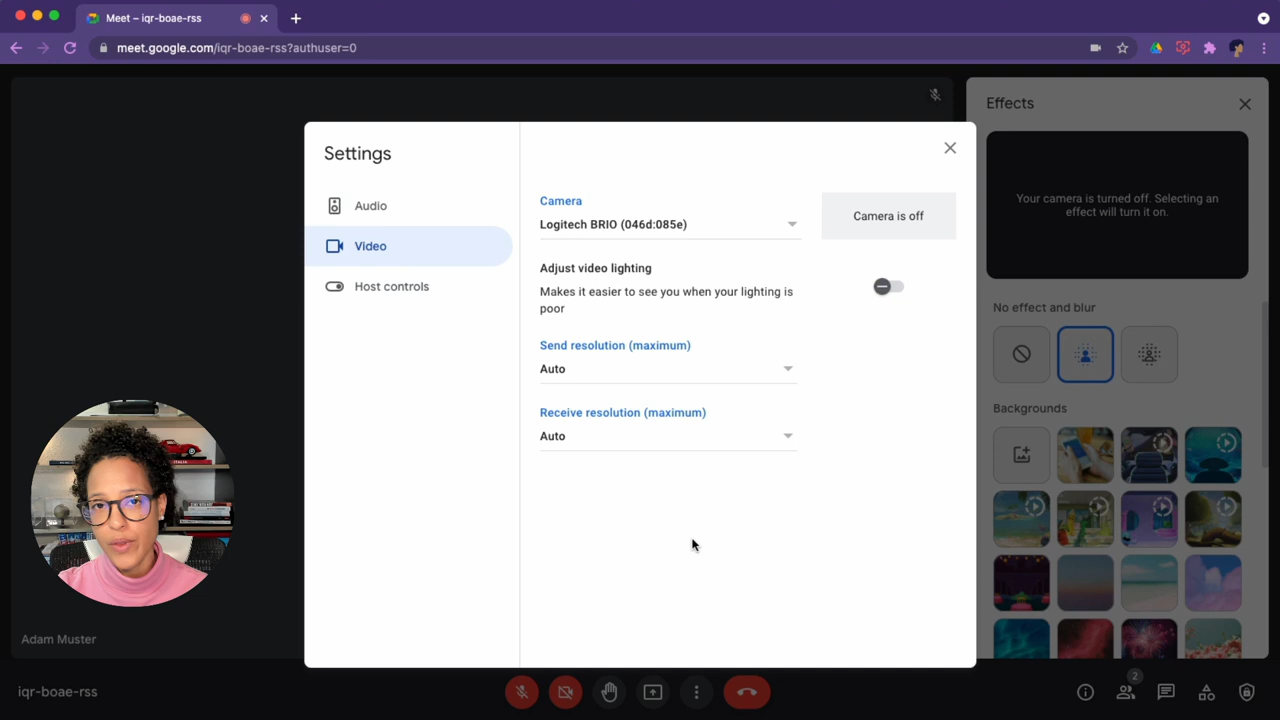 Meet – iqr-boae-rss
meet.google.com/iqr-boae-rss?authuser=0
Settings
Audio
Video
Host controls
Camera
Logitech BRIO (046d:085e)
Camera is off
Adjust video lighting
Makes it easier to see you when your lighting is
poor
Send resolution (maximum)
Auto
Receive resolution (maximum)
Auto
Effects
Your camera is turned off. Selecting an
effect will turn it on.
No effect and blur
Backgrounds
ITALIA
Adam Muster
iqr-boae-rss
2